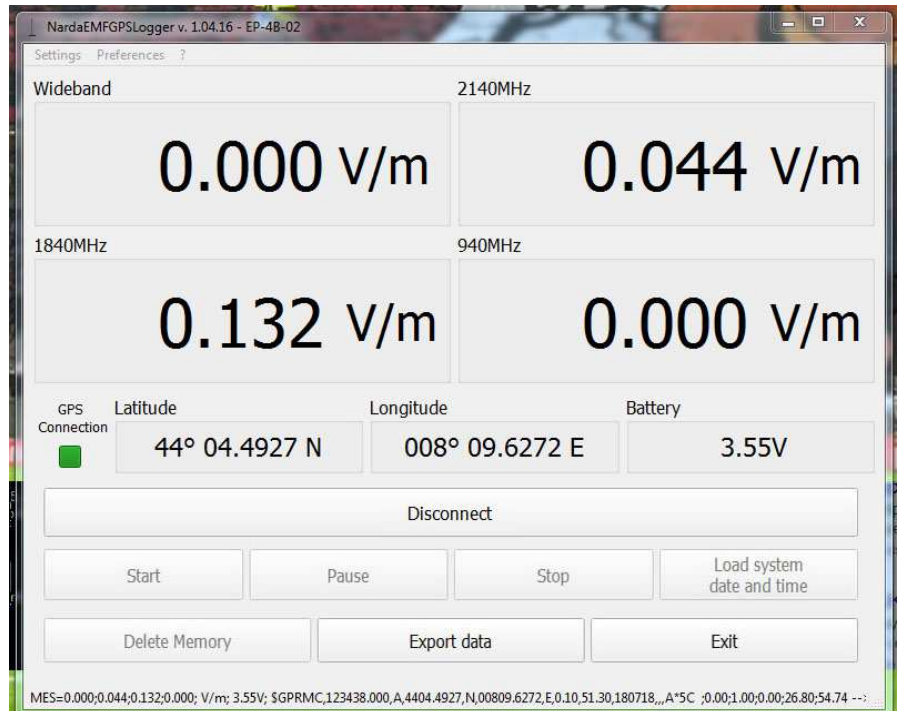 NardaEMFGPSLogger v. 1.04.16 - EP-4B-02
Settings Preferences ?
Wideband 2140MHz
0.000 V/m 0.044 V/m
1840MHz 940MHz
0.132 V/m 0.000 V/m
GPS Connection Latitude Longitude Battery
44° 04.4927 N 008° 09.6272 E 3.55V
Disconnect
Start Pause Stop Load system
date and time
Delete Memory Export data Exit
MES=0.000;0.044;0.132;0.000; V/m; 3.55V; $GPRMC,123438.000,A,4404.4927,N,00809.6272,E,0.10,51.30,180718,,,A*5C ;0.00;1.00;0.00;26.80;54.74 -->